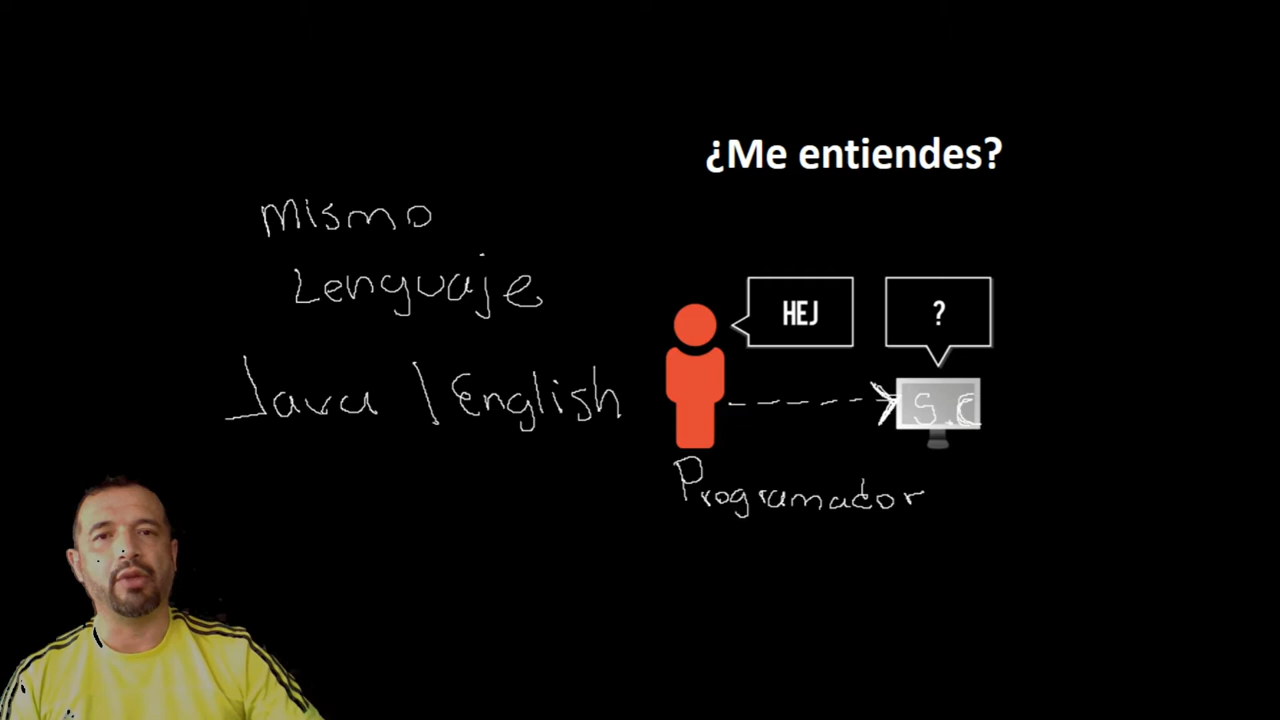 ¿Me entiendes?
mismo
Lenguaje
Java / English
HEJ
?
S.C
Programador